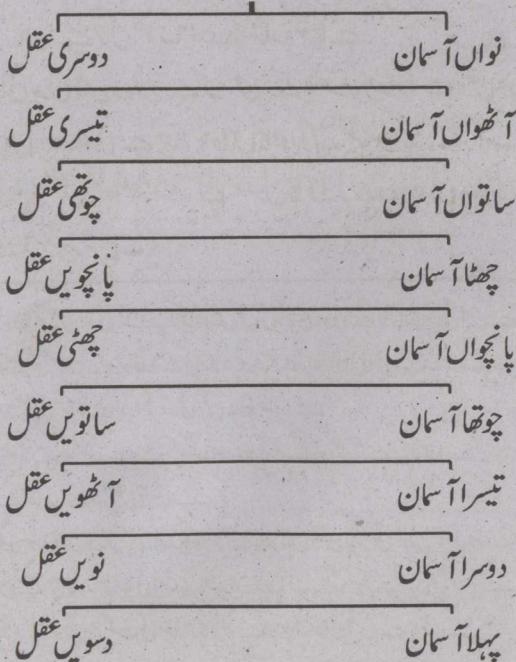 نواں آسمان دوسری عقل
آٹھواں آسمان تیسری عقل
ساتواں آسمان چوتھی عقل
چھٹا آسمان پانچویں عقل
پانچواں آسمان چھٹی عقل
چوتھا آسمان ساتویں عقل
تیسرا آسمان آٹھویں عقل
دوسرا آسمان نویں عقل
پہلا آسمان دسویں عقل